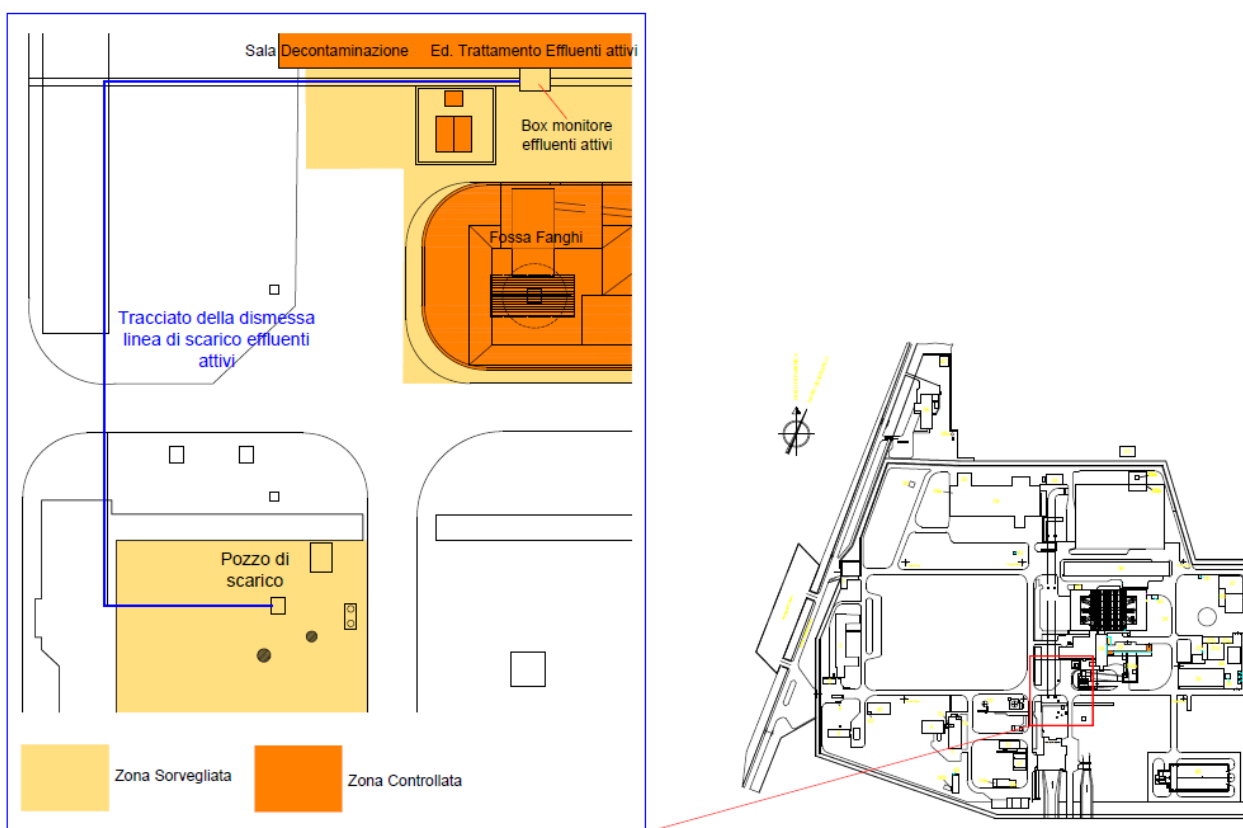 Sala Decontaminazione Ed. Trattamento Effluenti attivi
Box monitore
effluenti attivi
Fossa Fanghi
Tracciato della dismessa
linea di scarico effluenti
attivi
Pozzo di
scarico
Zona Sorvegliata
Zona Controllata